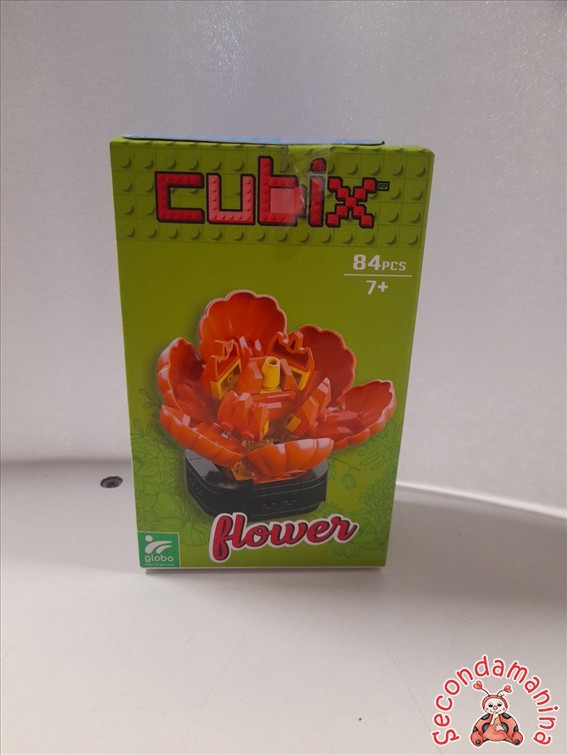 cubix
84PCS
7+
flower
globo
secondamanina